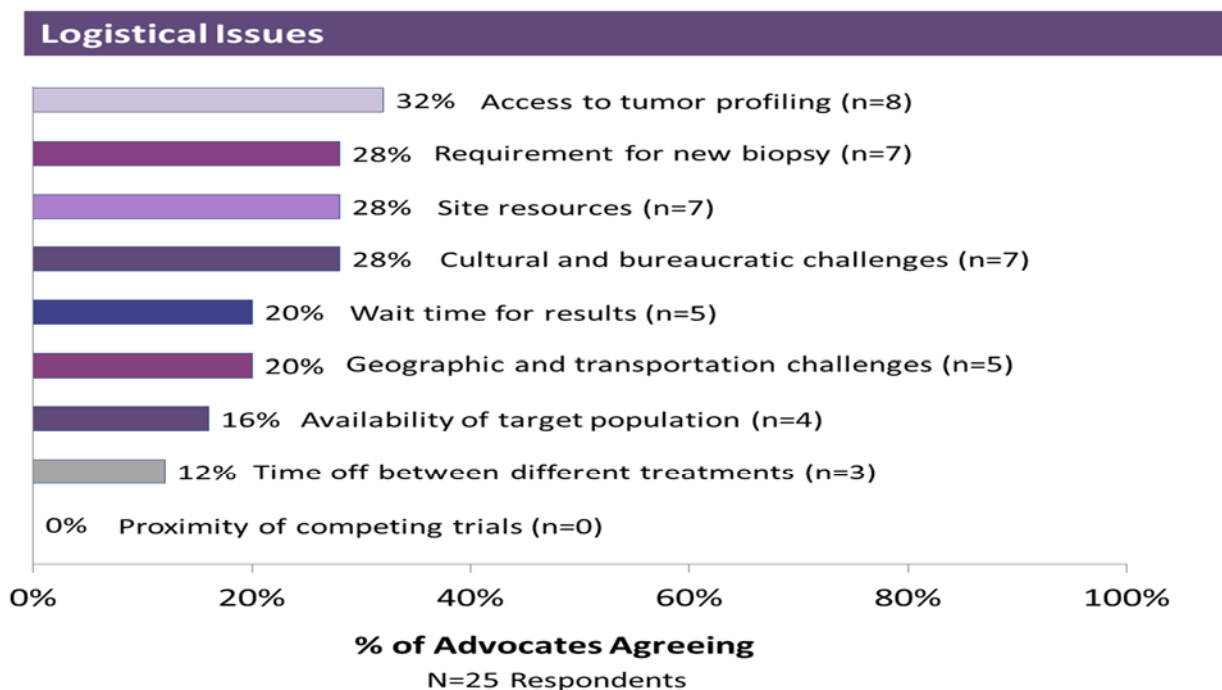 Logistical Issues
32% Access to tumor profiling (n=8)
28% Requirement for new biopsy (n=7)
28% Site resources (n=7)
28% Cultural and bureaucratic challenges (n=7)
20% Wait time for results (n=5)
20% Geographic and transportation challenges (n=5)
16% Availability of target population (n=4)
12% Time off between different treatments (n=3)
0% Proximity of competing trials (n=0)
0% 20% 40% 60% 80% 100%
% of Advocates Agreeing
N=25 Respondents